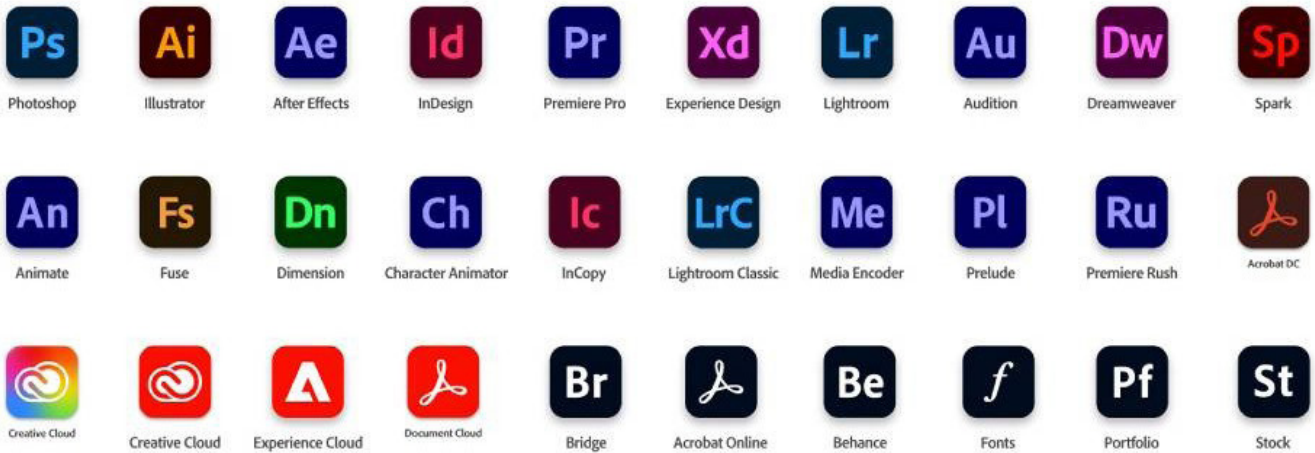 Ps Ai Ae Id Pr Xd Lr Au Dw Sp
Photoshop Illustrator After Effects InDesign Premiere Pro Experience Design Lightroom Audition Dreamweaver Spark
An Fs Dn Ch Ic LrC Me Pl Ru
Animate Fuse Dimension Character Animator InCopy Lightroom Classic Media Encoder Prelude Premiere Rush Acrobat DC
Br Be f Pf St
Creative Cloud Creative Cloud Experience Cloud Document Cloud Bridge Acrobat Online Behance Fonts Portfolio Stock